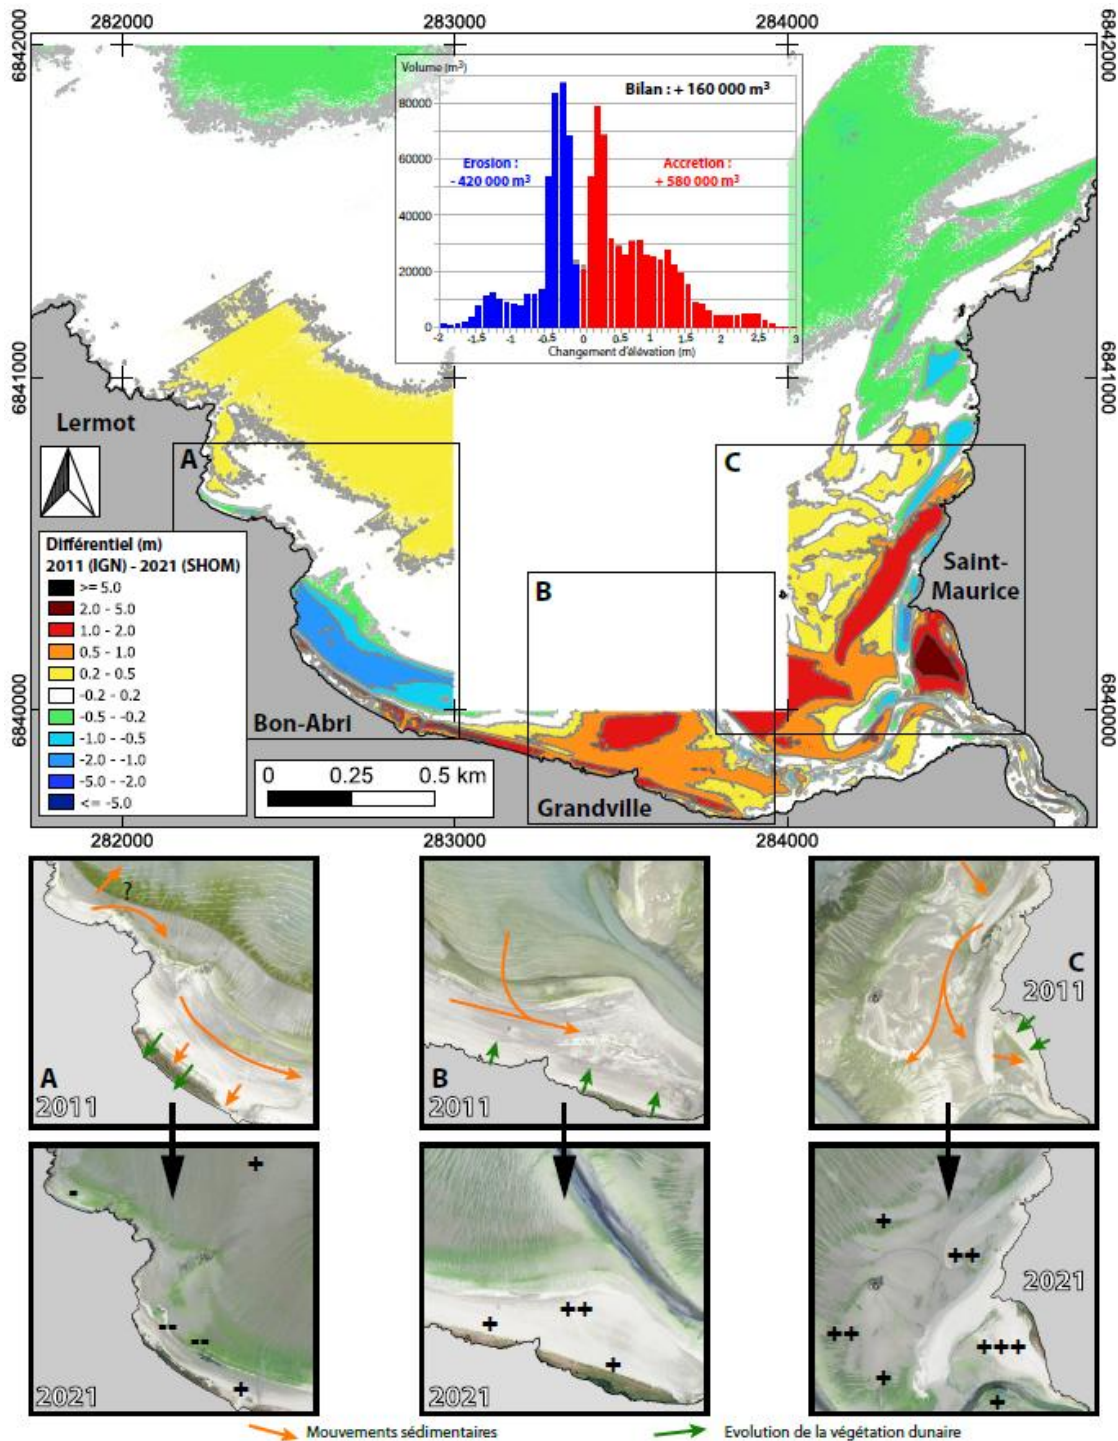 282000 283000 284000
6842000 6842000
Volume (m³)
Bilan : + 160 000 m³
Erosion :
- 420 000 m³
Accretion :
+ 580 000 m³
80000
60000
40000
20000
0
-2 -1,5 -1 -0,5 0 0,5 1 1,5 2 2,5 3
Changement d'élévation (m)
6841000 6841000
Lermot
A
C
B
Saint-
Maurice
Différentiel (m)
2011 (IGN) - 2021 (SHOM)
>= 5.0
2.0 - 5.0
1.0 - 2.0
0.5 - 1.0
0.2 - 0.5
-0.2 - 0.2
-0.5 - -0.2
-1.0 - -0.5
-2.0 - -1.0
-5.0 - -2.0
<= -5.0
6840000 6840000
Bon-Abri
0 0.25 0.5 km
Grandville
282000 283000 284000
?
A
2011
B
2011
C
2011
+
-
--
--
+
2021
++
+
+
2021
+
++
2021
++
+++
+
+
Mouvements sédimentaires
Evolution de la végétation dunaire